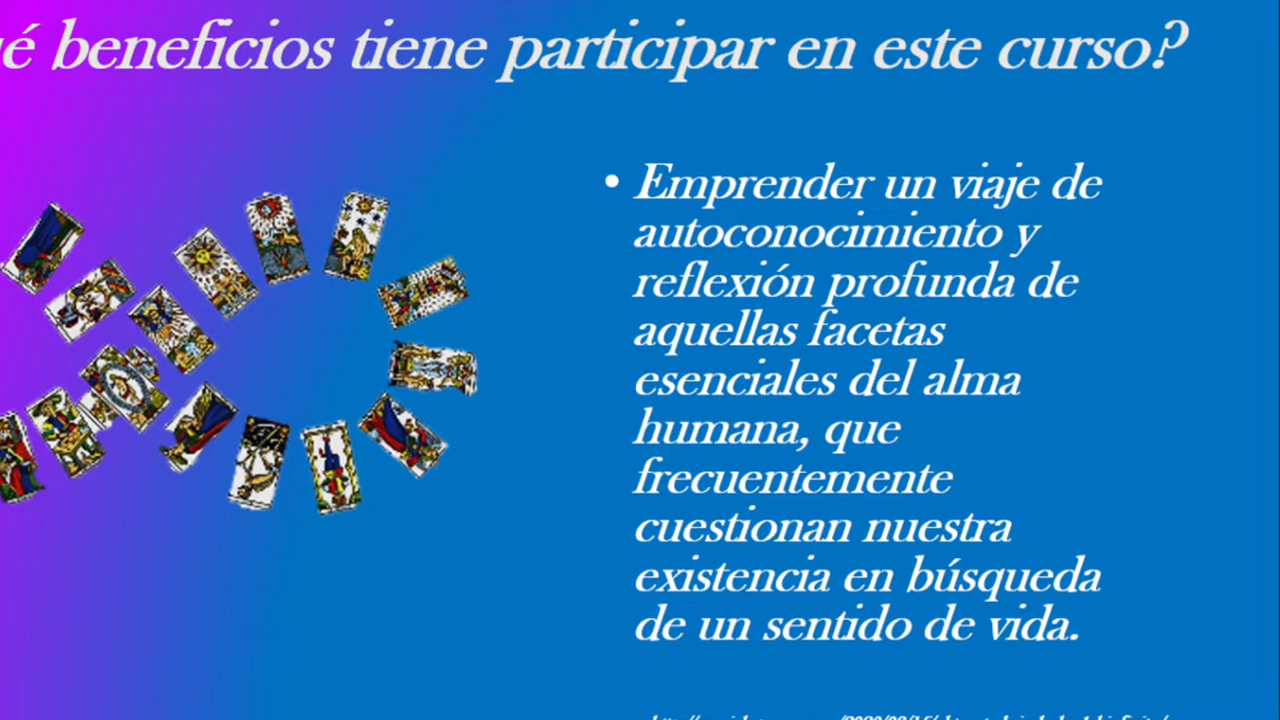 é beneficios tiene participar en este curso?
• Emprender un viaje de
autoconocimiento y
reflexión profunda de
aquellas facetas
esenciales del alma
humana, que
frecuentemente
cuestionan nuestra
existencia en búsqueda
de un sentido de vida.